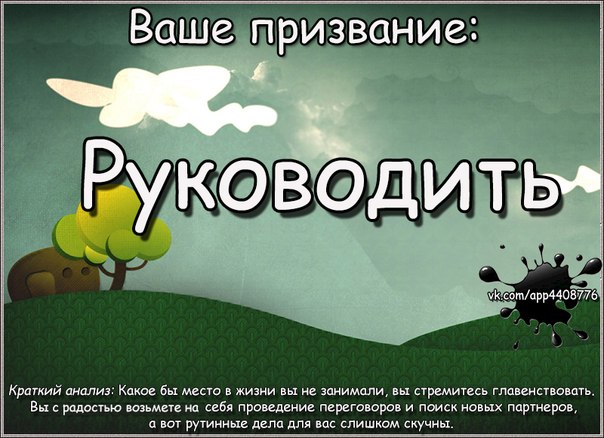 Ваше призвание:
Руководить
vk.com/app4408776
Краткий анализ: Какое бы место в жизни вы не занимали, вы стремитесь главенствовать.
Вы с радостью возьмете на себя проведение переговоров и поиск новых партнеров,
а вот рутинные дела для вас слишком скучны.